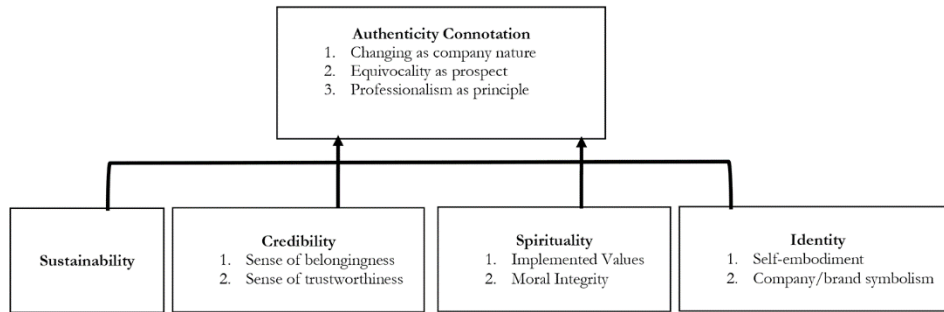 Authenticity Connotation
1. Changing as company nature
2. Equivocality as prospect
3. Professionalism as principle
Sustainability
Credibility
1. Sense of belongingness
2. Sense of trustworthiness
Spirituality
1. Implemented Values
2. Moral Integrity
Identity
1. Self-embodiment
2. Company/brand symbolism